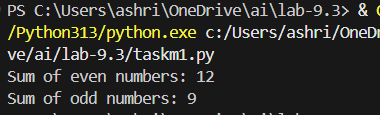 PS C:\Users\ashri\OneDrive\ai\lab-9.3> &
/Python313/python.exe c:/Users/ashri/OneD
ve/ai/lab-9.3/taskm1.py
Sum of even numbers: 12
Sum of odd numbers: 9